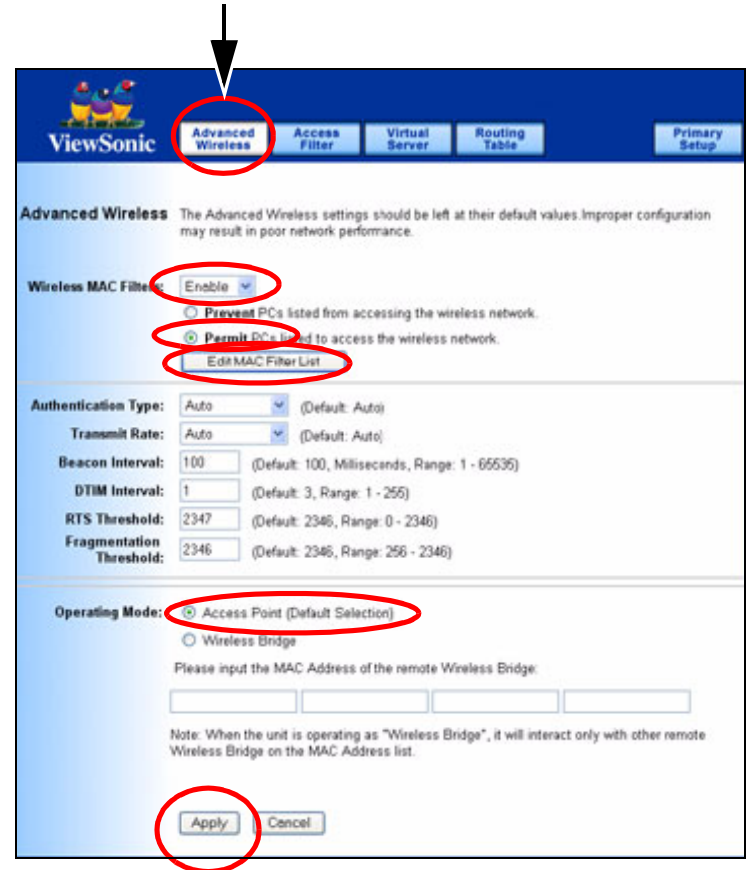 ViewSonic
Advanced Wireless
Access Filter
Virtual Server
Routing Table
Primary Setup
Advanced Wireless
The Advanced Wireless settings should be left at their default values.Improper configuration
may result in poor network performance.
Wireless MAC Filters: Enable
Prevent PCs listed from accessing the wireless network.
Permit PCs listed to access the wireless network.
Edit MAC Filter List
Authentication Type: Auto (Default: Auto)
Transmit Rate: Auto (Default: Auto)
Beacon Interval: 100 (Default: 100, Milliseconds, Range: 1 - 65535)
DTIM Interval: 1 (Default: 3, Range: 1 - 255)
RTS Threshold: 2347 (Default: 2346, Range: 0 - 2346)
Fragmentation
Threshold: 2346 (Default: 2346, Range: 256 - 2346)
Operating Mode: Access Point (Default Selection)
Wireless Bridge
Please input the MAC Address of the remote Wireless Bridge:
Note: When the unit is operating as "Wireless Bridge", it will interact only with other remote
Wireless Bridge on the MAC Address list.
Apply Cancel